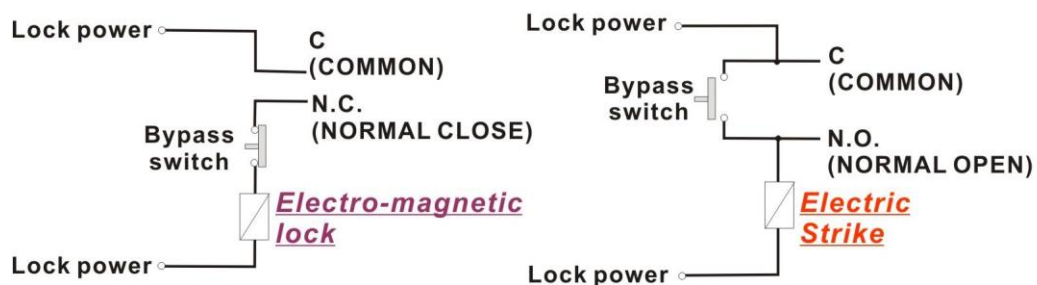 Lock power
C
(COMMON)
N.C.
(NORMAL CLOSE)
Bypass
switch
Electro-magnetic
lock
Lock power
Lock power
C
(COMMON)
Bypass
switch
N.O.
(NORMAL OPEN)
Electric
Strike
Lock power